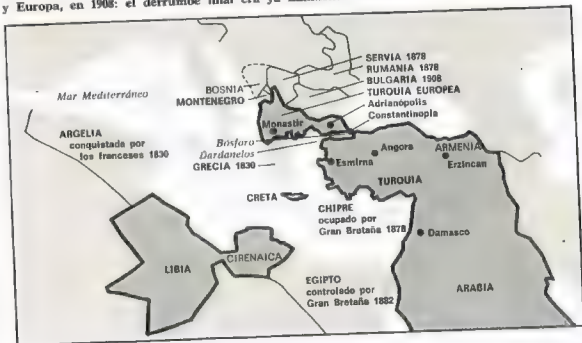 y Europa, en 1908: el derrumbe final era ya
SERVIA 1878
RUMANIA 1878
BULGARIA 1908
TURQUIA EUROPEA
Adrianópolis
Constantinopla
BOSNIA
MONTENEGRO
Mar Mediterráneo
Monastir
ARGELIA
conquistada por
los franceses 1830
Bósforo
Dardanelos
GRECIA 1830
Esmirna
Angora
ARMENIA
Erzincan
TURQUIA
CRETA
CHIPRE
ocupado por
Gran Bretaña 1878
Damasco
LIBIA
CIRENAICA
EGIPTO
controlado por
Gran Bretaña 1882
ARABIA